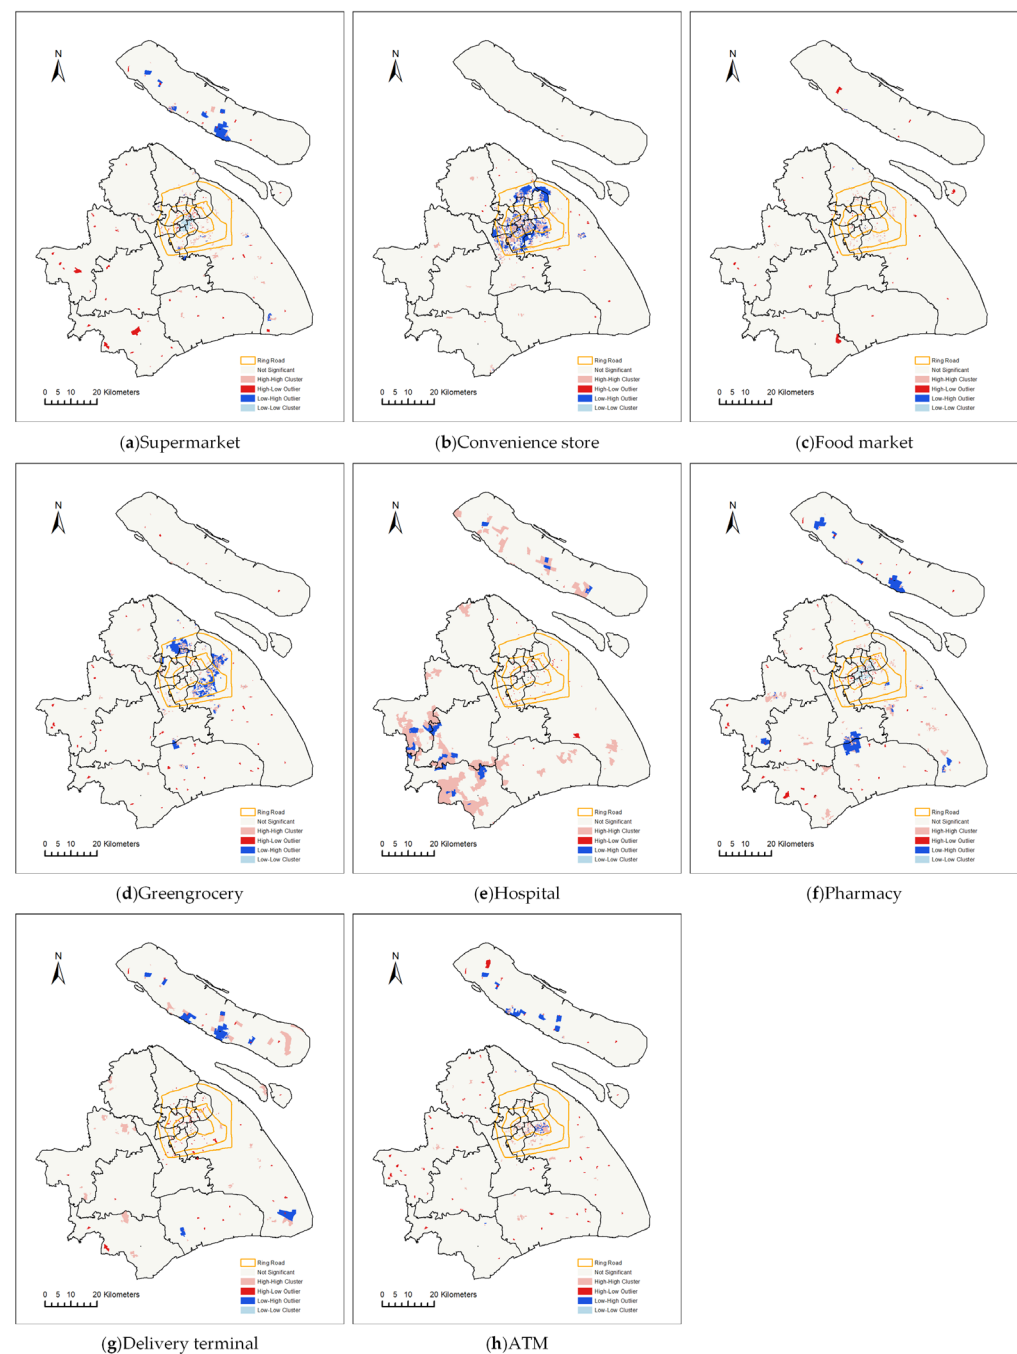 N
Ring Road
Not Significant
High-High Cluster
High-Low Outlier
Low-High Outlier
Low-Low Cluster
0 5 10 20 Kilometers
(a)Supermarket
N
Ring Road
Not Significant
High-High Cluster
High-Low Outlier
Low-High Outlier
Low-Low Cluster
0 5 10 20 Kilometers
(b)Convenience store
N
Ring Road
Not Significant
High-High Cluster
High-Low Outlier
Low-High Outlier
Low-Low Cluster
0 5 10 20 Kilometers
(c)Food market
N
Ring Road
Not Significant
High-High Cluster
High-Low Outlier
Low-High Outlier
Low-Low Cluster
0 5 10 20 Kilometers
(d)Greengrocery
N
Ring Road
Not Significant
High-High Cluster
High-Low Outlier
Low-High Outlier
Low-Low Cluster
0 5 10 20 Kilometers
(e)Hospital
N
Ring Road
Not Significant
High-High Cluster
High-Low Outlier
Low-High Outlier
Low-Low Cluster
0 5 10 20 Kilometers
(f)Pharmacy
N
Ring Road
Not Significant
High-High Cluster
High-Low Outlier
Low-High Outlier
Low-Low Cluster
0 5 10 20 Kilometers
(g)Delivery terminal
N
Ring Road
Not Significant
High-High Cluster
High-Low Outlier
Low-High Outlier
Low-Low Cluster
0 5 10 20 Kilometers
(h)ATM